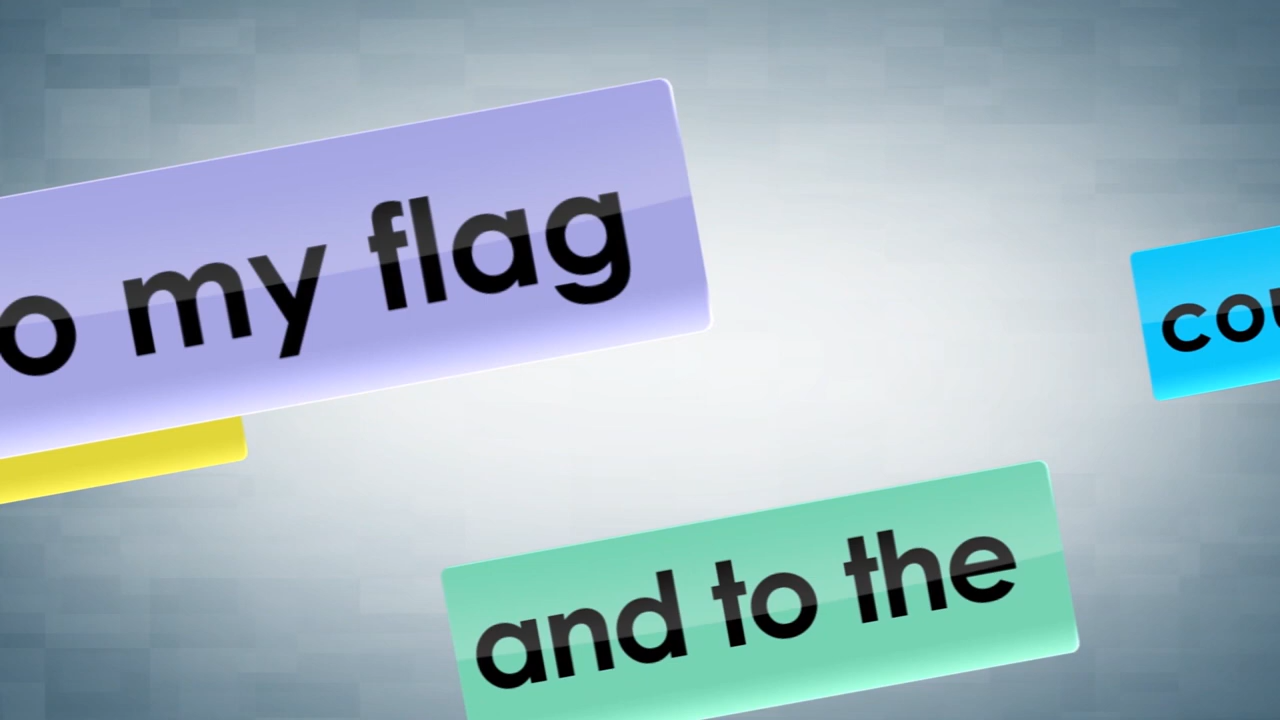 o my flag
and to the
cou